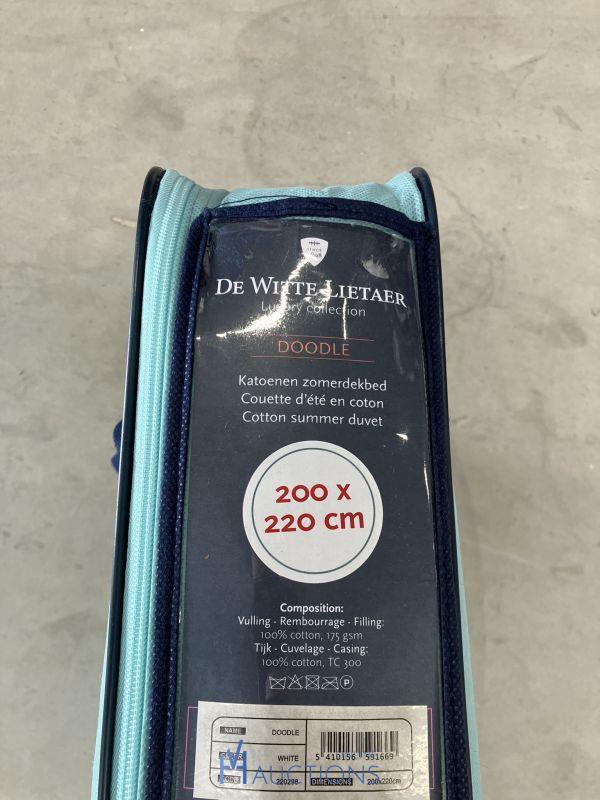 SINCE
DE WITTE LIETAER
Luxury collection
DOODLE
Katoenen zomerdekbed
Couette d'été en coton
Cotton summer duvet
200 x
220 cm
Composition:
Vulling - Rembourrage - Filling:
100% cotton, 175 gsm
Tijk - Cuvelage - Casing:
100% cotton, TC 300
P
NAME DOODLE
WHITE 5 410156 591669
DIMENSIONS 200x220cm
AUCTIONS